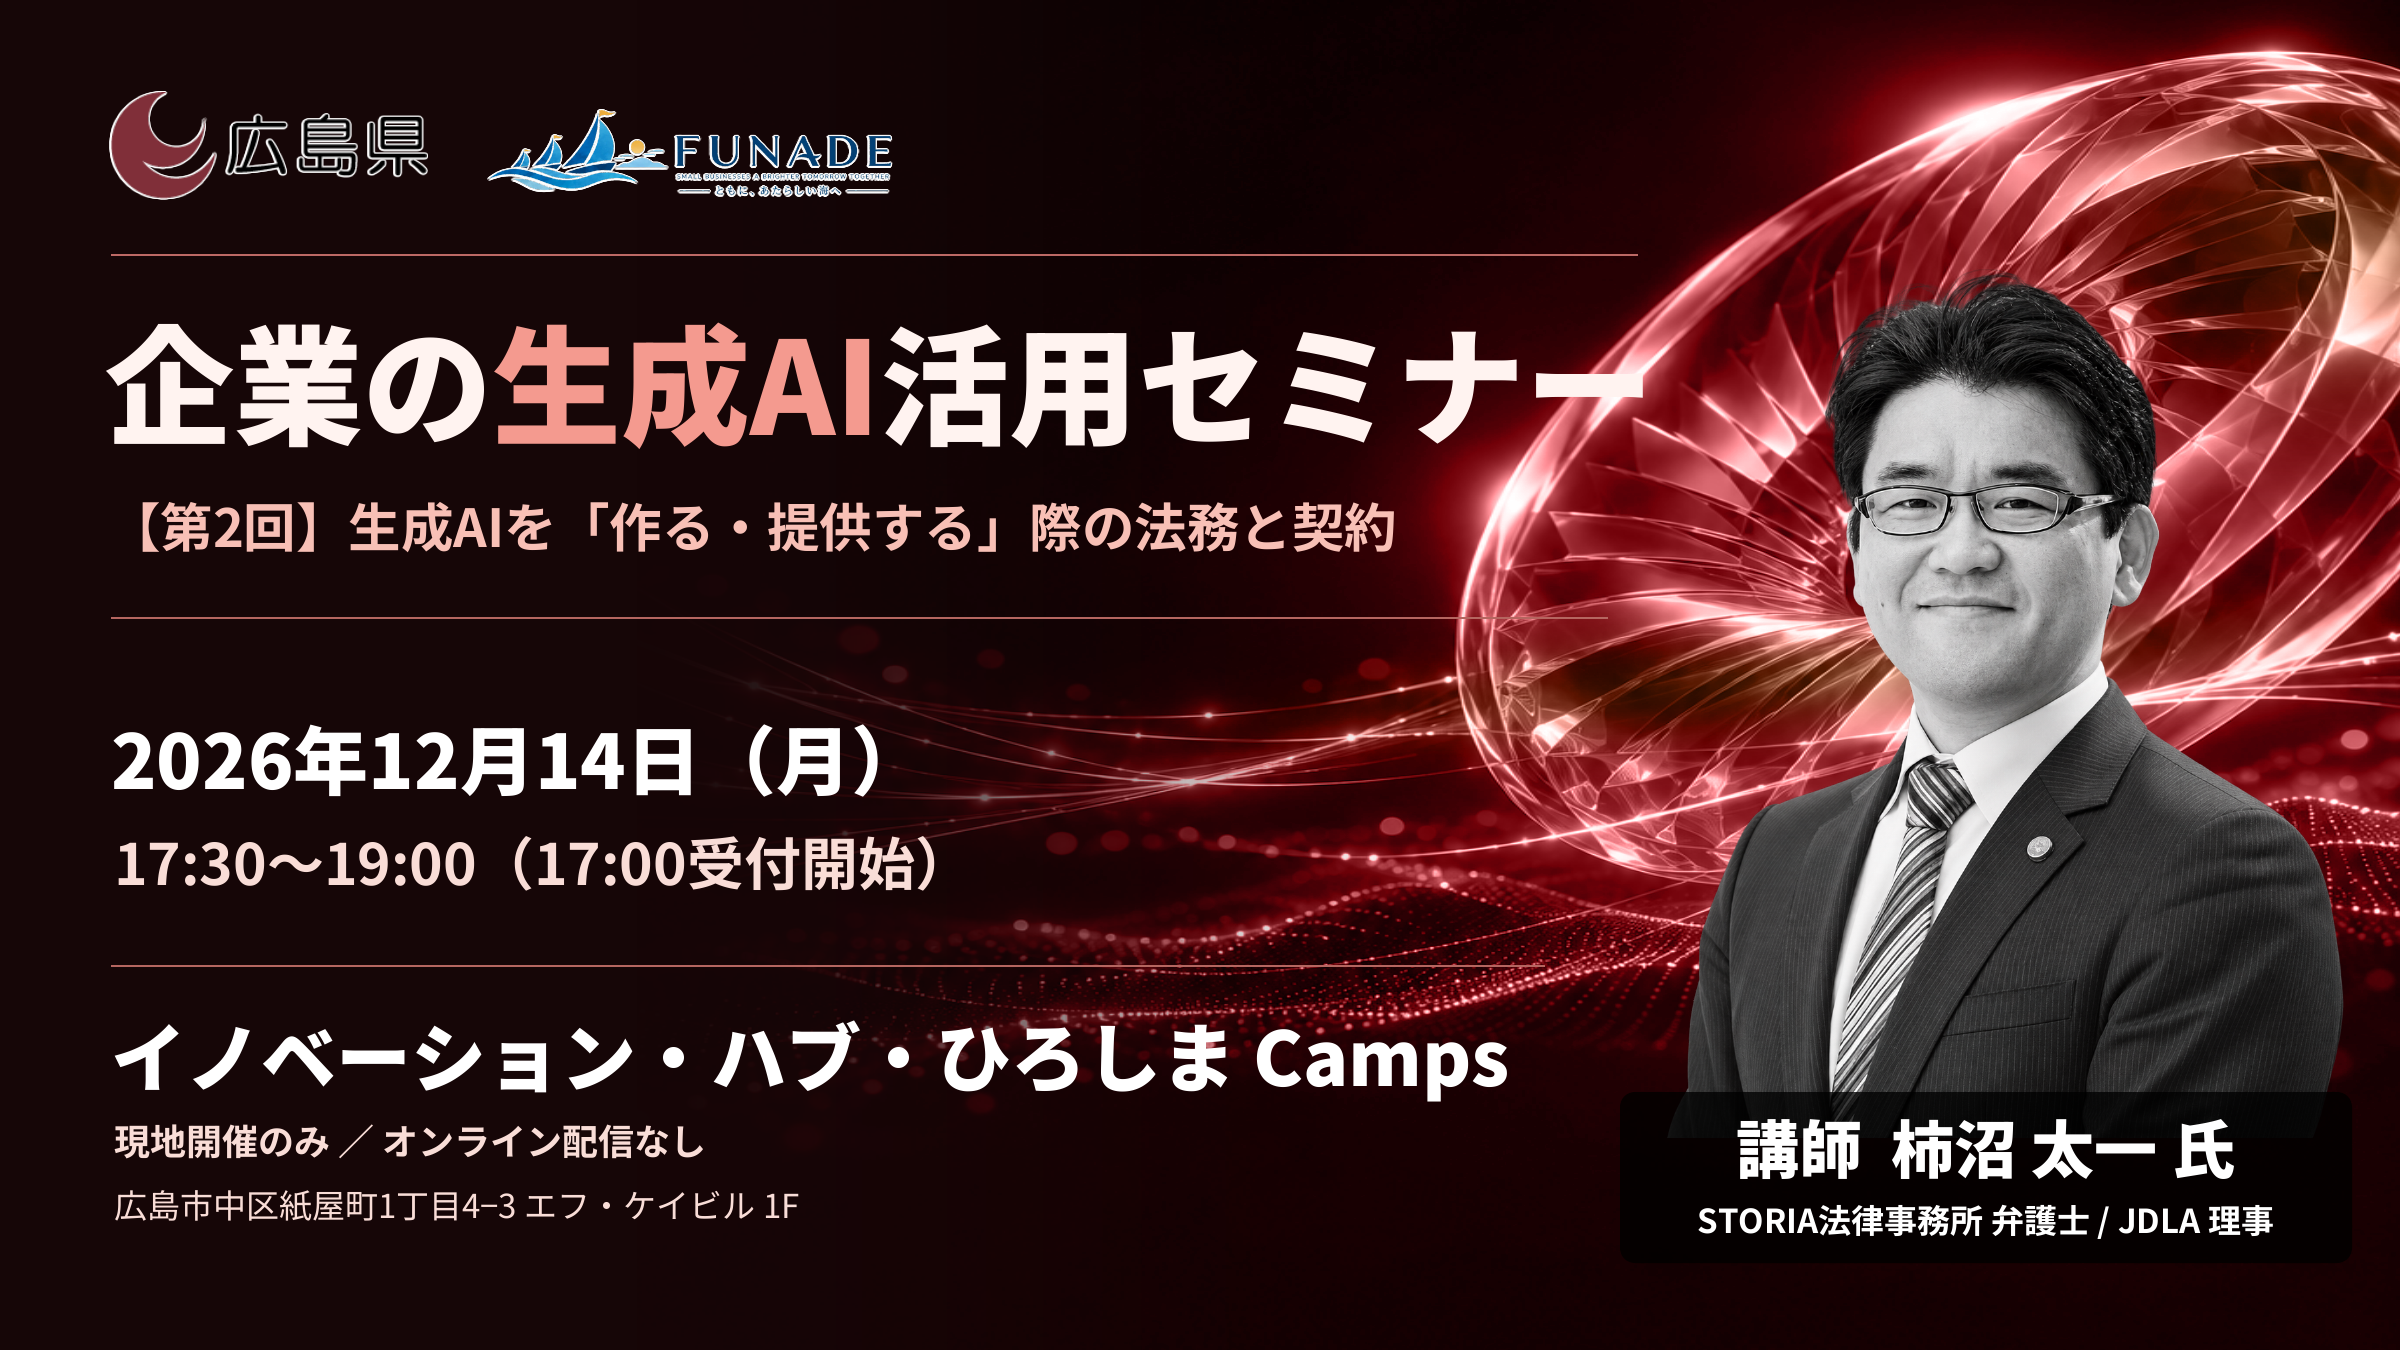 広島県
FUNADE
SMALL BUSINESSES A BRIGHTER TOMORROW TOGETHER
ともに、あたらしい海へ
企業の生成AI活用セミナー
【第2回】生成AIを「作る・提供する」際の法務と契約
2026年12月14日（月）
17:30〜19:00（17:00受付開始）
イノベーション・ハブ・ひろしま Camps
現地開催のみ ／ オンライン配信なし
広島市中区紙屋町1丁目4−3 エフ・ケイビル 1F
講師 柿沼 太一 氏
STORIA法律事務所 弁護士 / JDLA 理事